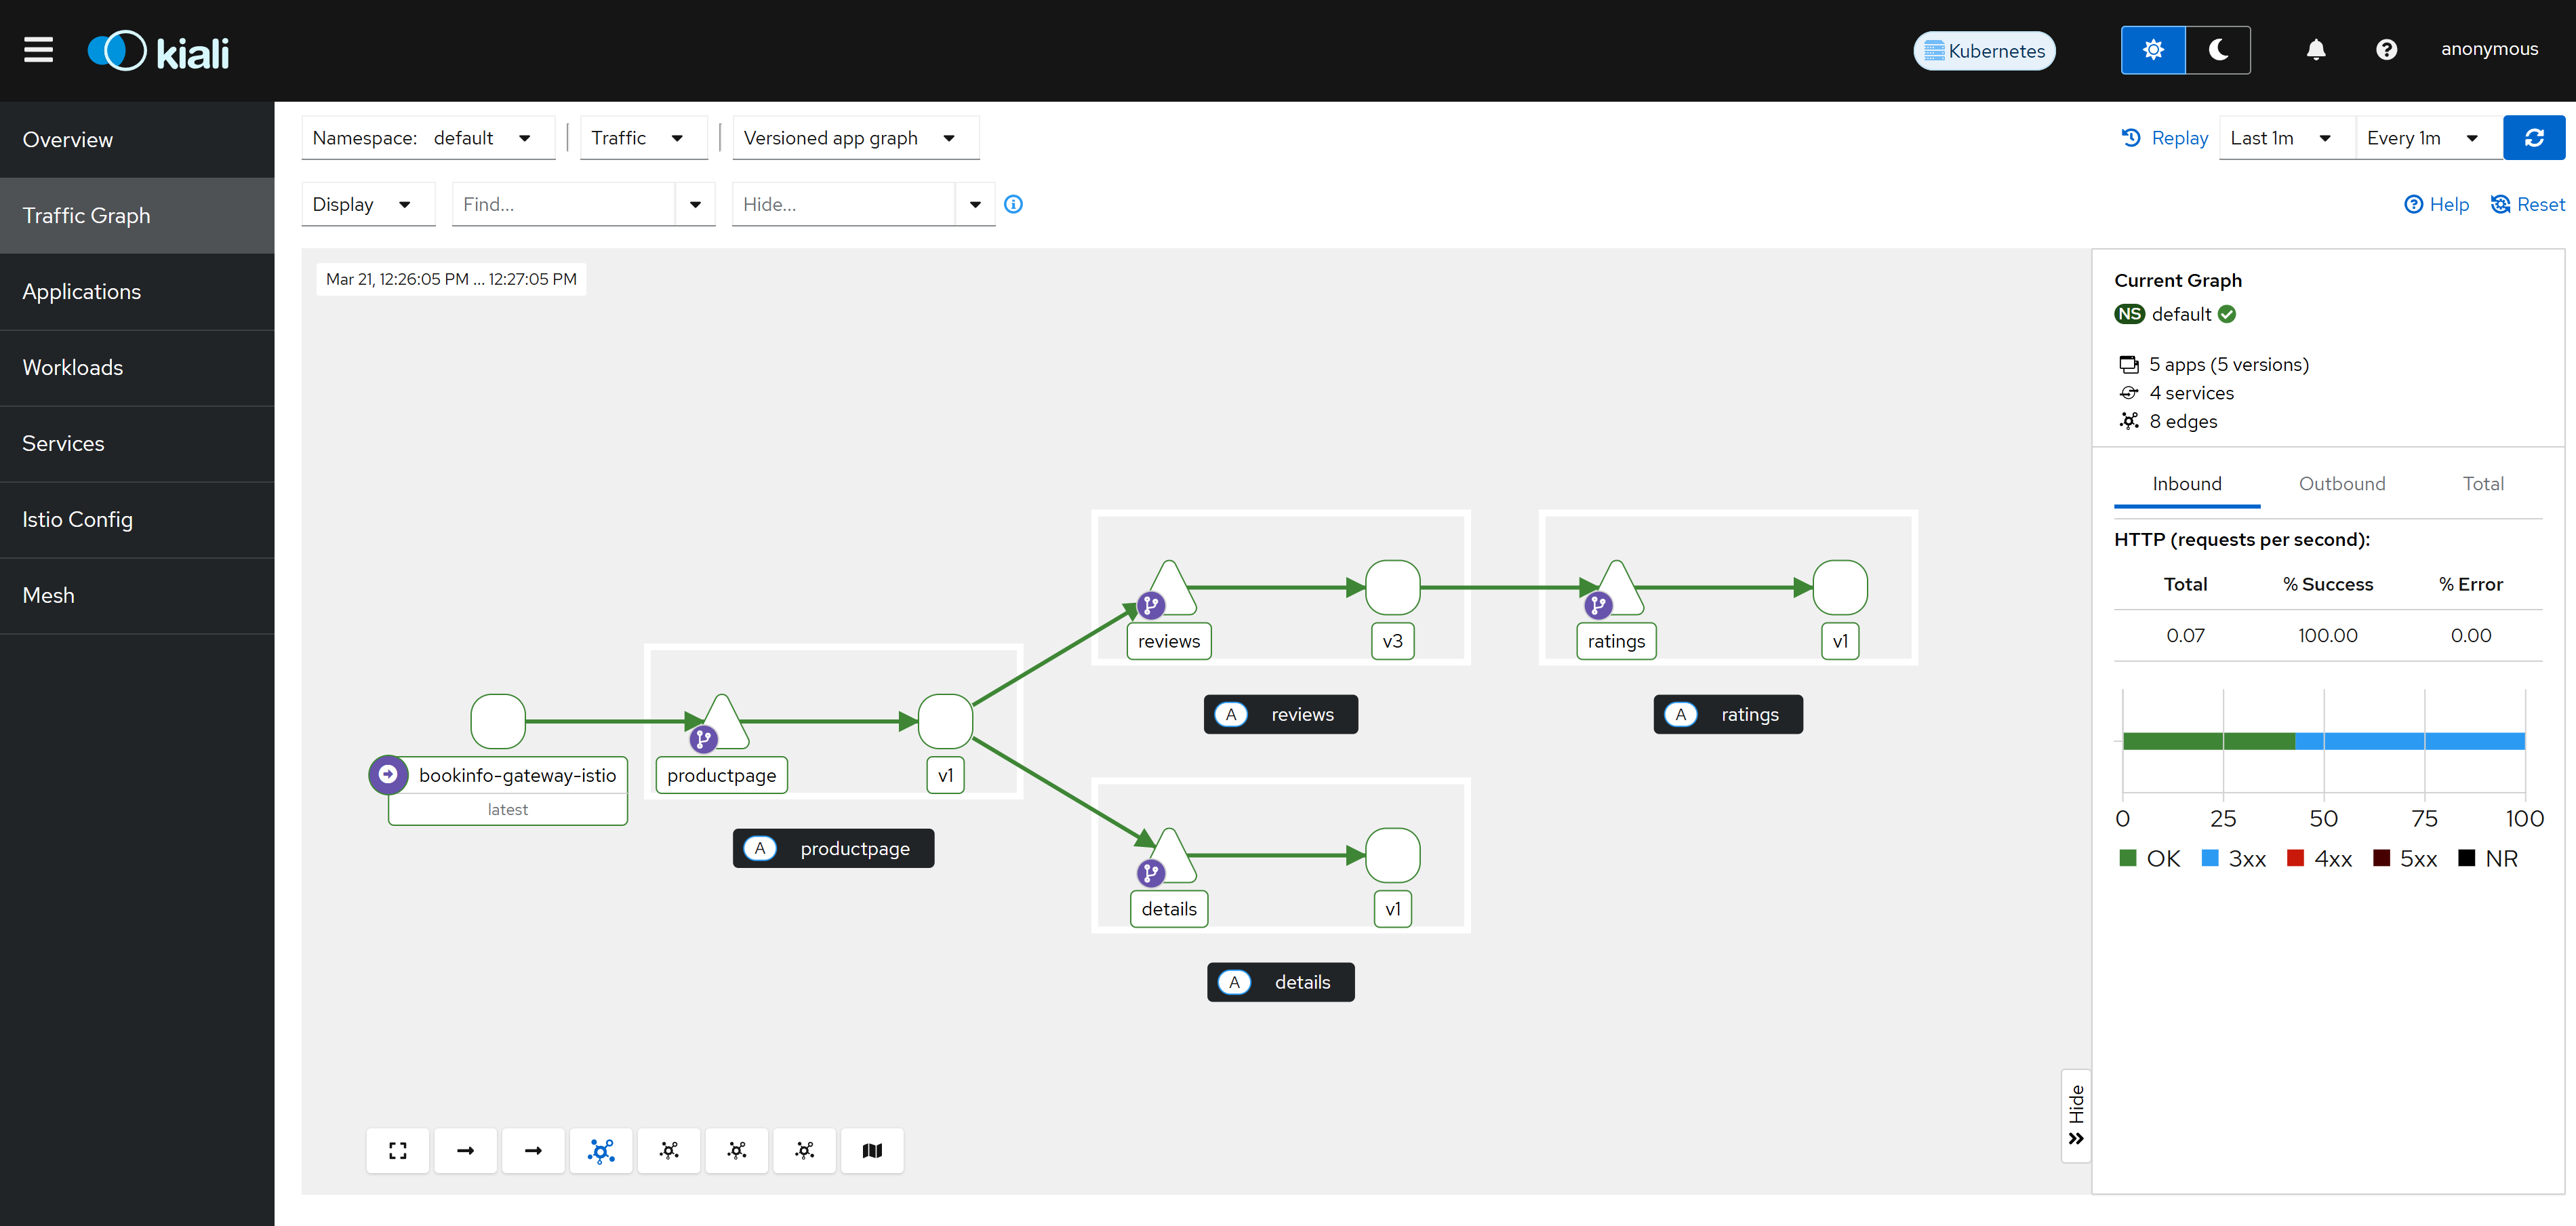 kiali
Kubernetes
anonymous
Overview
Traffic Graph
Applications
Workloads
Services
Istio Config
Mesh
Namespace: default
Traffic
Versioned app graph
Replay
Last 1m
Every 1m
Display
Find...
Hide...
Help
Reset
Mar 21, 12:26:05 PM ... 12:27:05 PM
reviews
v3
ratings
v1
A reviews
A ratings
bookinfo-gateway-istio
latest
productpage
v1
A productpage
details
v1
A details
Hide
Current Graph
NS default
5 apps (5 versions)
4 services
8 edges
Inbound Outbound Total
HTTP (requests per second):
Total % Success % Error
0.07 100.00 0.00
0 25 50 75 100
OK 3xx 4xx 5xx NR